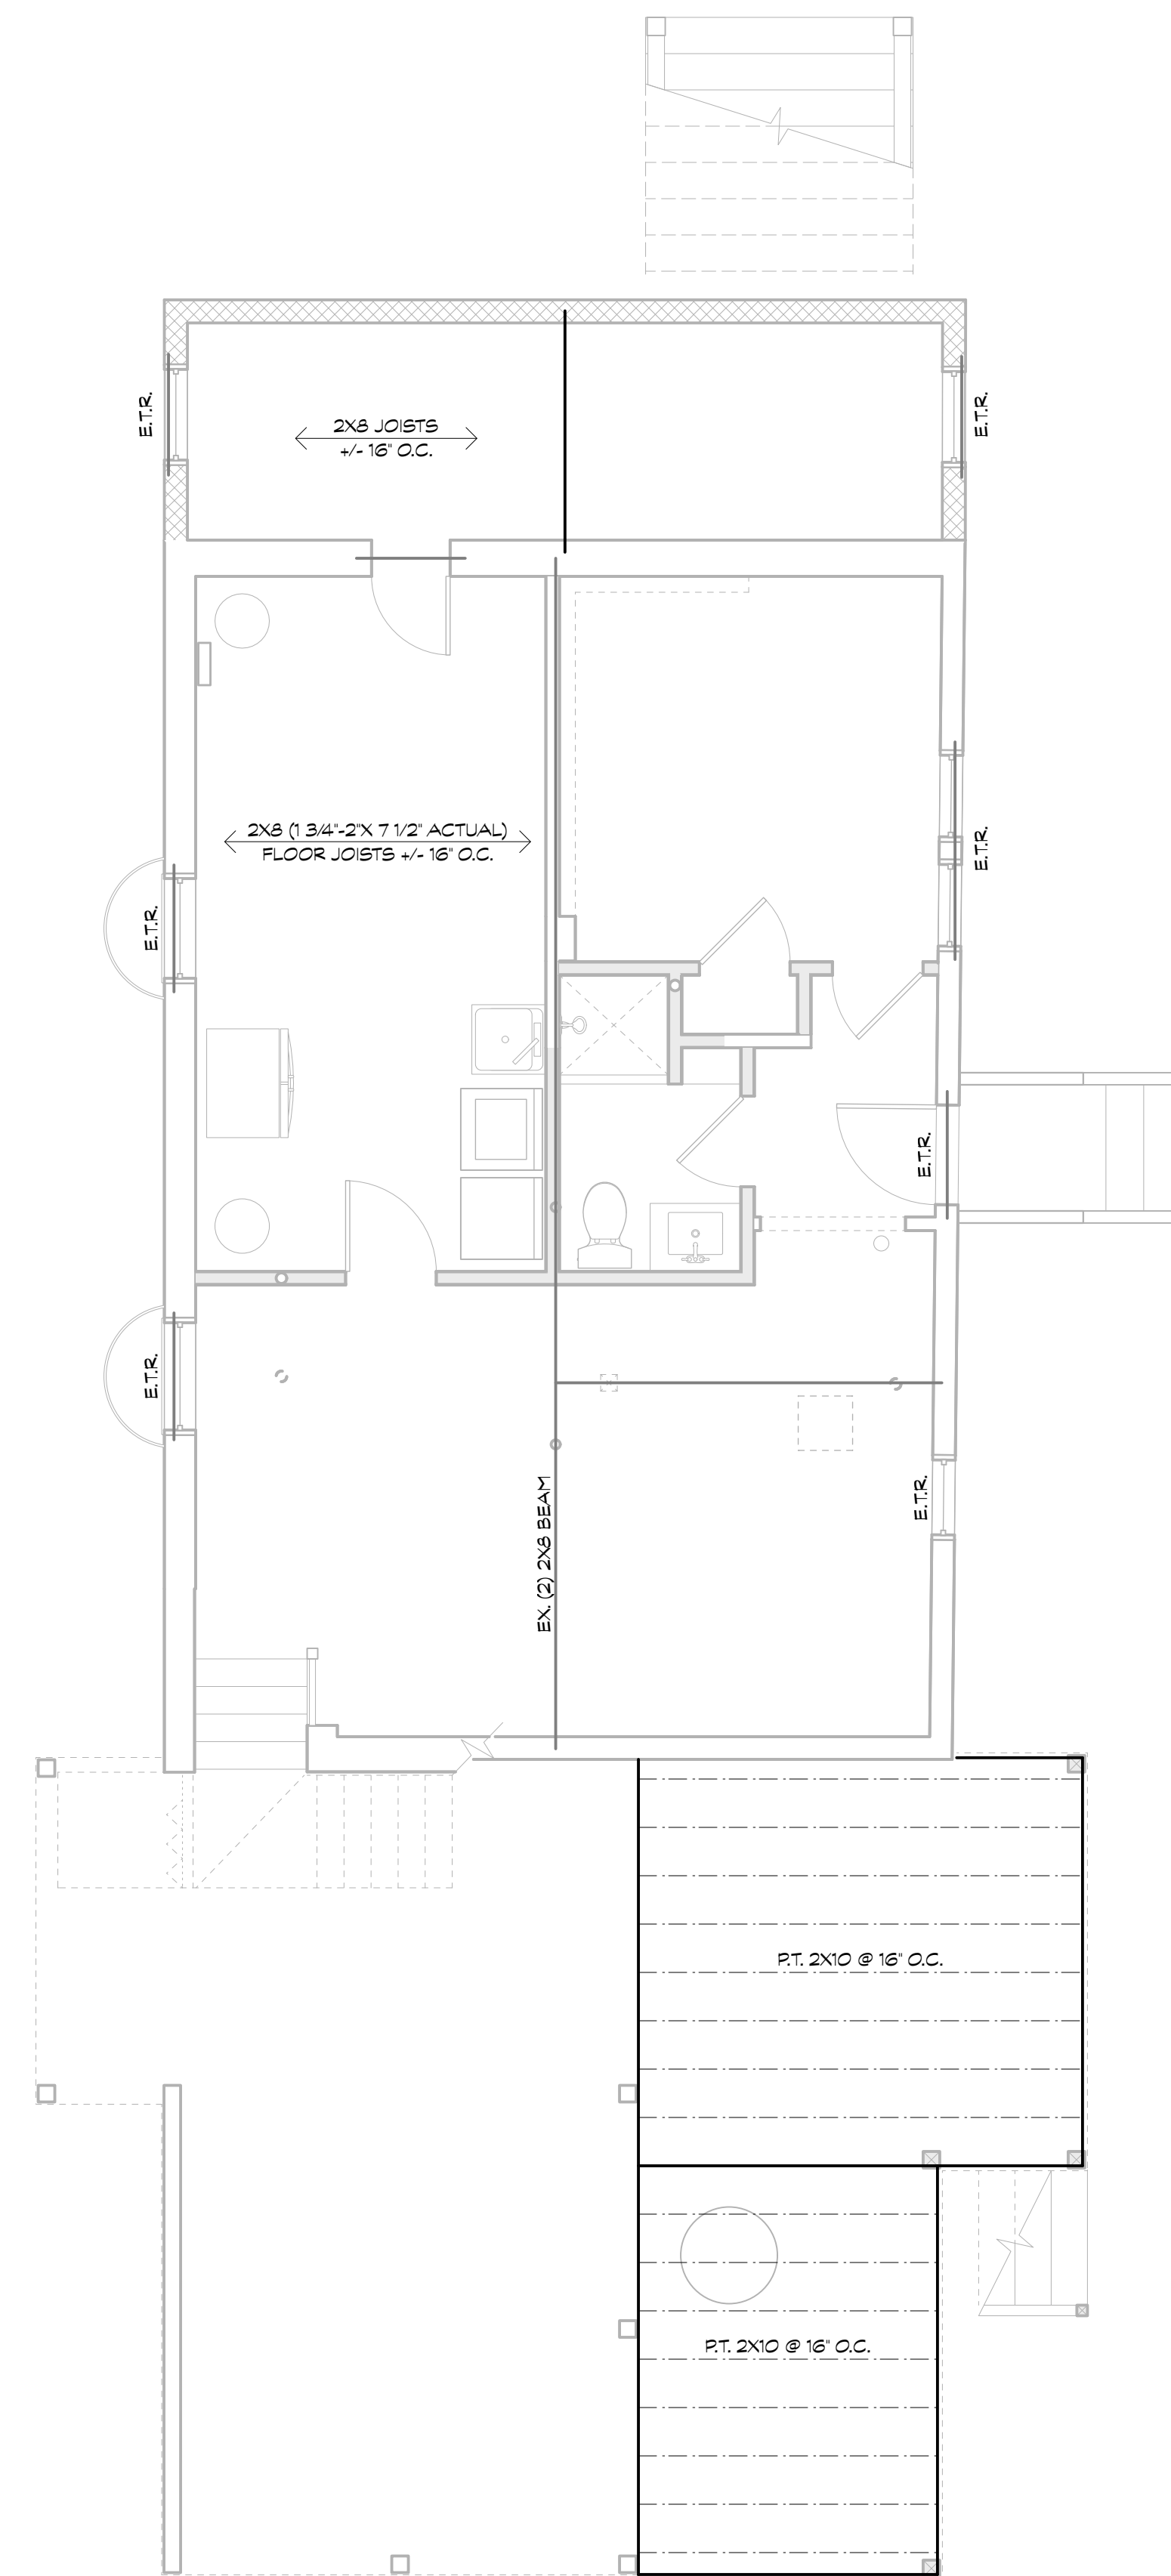 E.T.R.
2X8 JOISTS
+/- 16" O.C.
E.T.R.
2X8 (1 3/4"-2"X 7 1/2" ACTUAL)
FLOOR JOISTS +/- 16" O.C.
E.T.R.
E.T.R.
E.T.R.
E.T.R.
EX. (2) 2X8 BEAM
E.T.R.
P.T. 2X10 @ 16" O.C.
P.T. 2X10 @ 16" O.C.